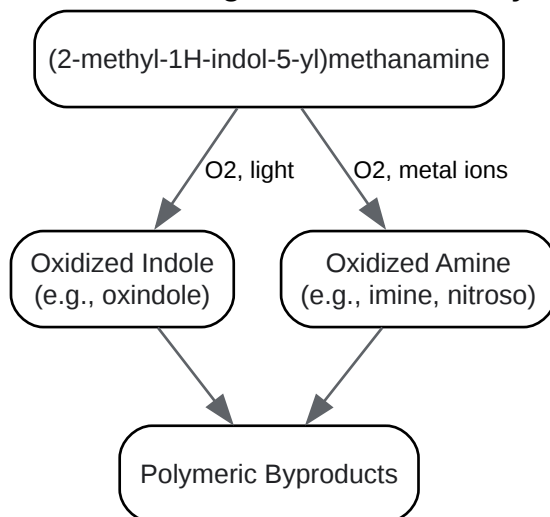 (2-methyl-1H-indol-5-yl)methanamine
O2, light
O2, metal ions
Oxidized Indole
(e.g., oxindole)
Oxidized Amine
(e.g., imine, nitroso)
Polymeric Byproducts